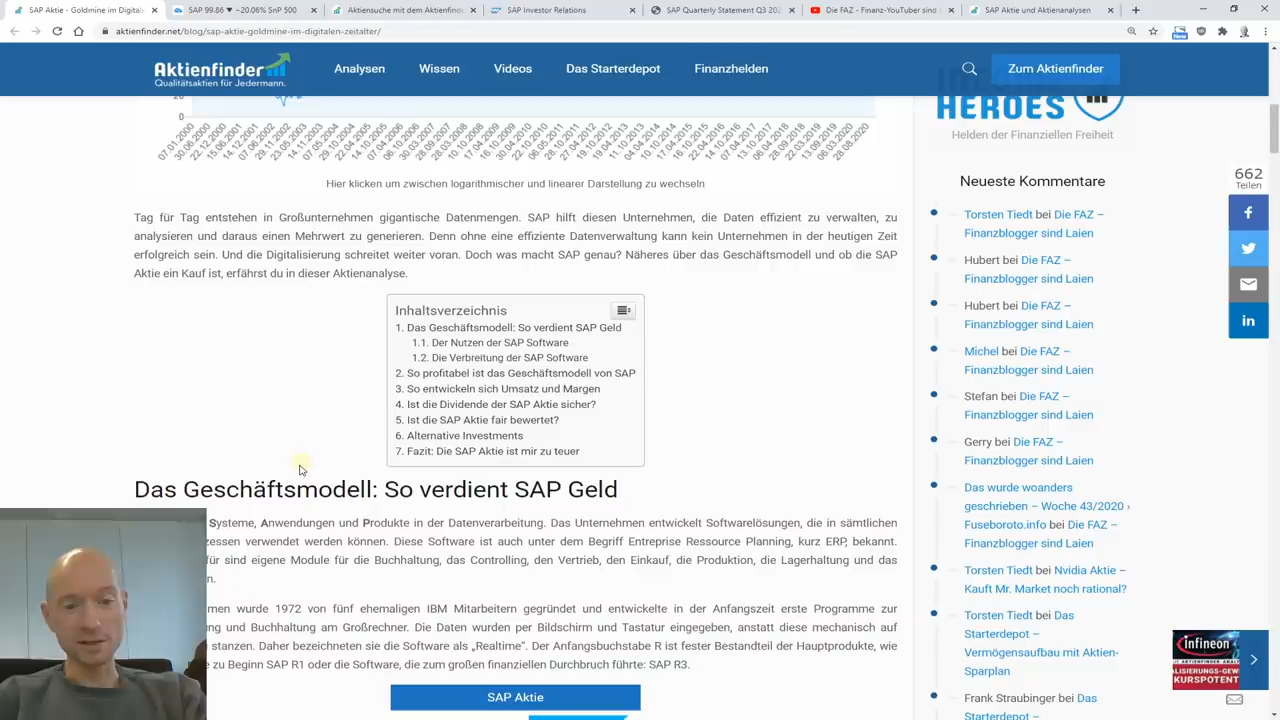 SAP Aktie - Goldmine im Digitalen
SAP 99.86 ▾ +20.06% SnP 500
Aktiensuche mit dem Aktienfinder
SAP Investor Relations
SAP Quarterly Statement Q3 202
Die FAZ - Finanz-YouTuber sind
SAP Aktie und Aktienanalysen
aktienfinder.net/blog/sap-aktie-goldmine-im-digitalen-zeitalter/
New
Aktienfinder
Qualitätsaktien für Jedermann.
Analysen
Wissen
Videos
Das Starterdepot
Finanzhelden
Zum Aktienfinder
20
0
07.01.2000
30.06.2000
22.12.2000
15.06.2001
Hier klicken um zwischen logarithmischer und linearer Darstellung zu wechseln
Tag für Tag entstehen in Großunternehmen gigantische Datenmengen. SAP hilft diesen Unternehmen, die Daten effizient zu verwalten, zu
analysieren und daraus einen Mehrwert zu generieren. Denn ohne eine effiziente Datenverwaltung kann kein Unternehmen in der heutigen Zeit
erfolgreich sein. Und die Digitalisierung schreitet weiter voran. Doch was macht SAP genau? Näheres über das Geschäftsmodell und ob die SAP
Aktie ein Kauf ist, erfährst du in dieser Aktienanalyse.
Inhaltsverzeichnis
1. Das Geschäftsmodell: So verdient SAP Geld
1.1. Der Nutzen der SAP Software
1.2. Die Verbreitung der SAP Software
2. So profitabel ist das Geschäftsmodell von SAP
3. So entwickeln sich Umsatz und Margen
4. Ist die Dividende der SAP Aktie sicher?
5. Ist die SAP Aktie fair bewertet?
6. Alternative Investments
7. Fazit: Die SAP Aktie ist mir zu teuer
Das Geschäftsmodell: So verdient SAP Geld
Systeme, Anwendungen und Produkte in der Datenverarbeitung. Das Unternehmen entwickelt Softwarelösungen, die in sämtlichen
zessen verwendet werden können. Diese Software ist auch unter dem Begriff Entreprise Ressource Planning, kurz ERP, bekannt.
für sind eigene Module für die Buchhaltung, das Controlling, den Vertrieb, den Einkauf, die Produktion, die Lagerhaltung und das
n.
men wurde 1972 von fünf ehemaligen IBM Mitarbeitern gegründet und entwickelte in der Anfangszeit erste Programme zur
ung und Buchhaltung am Großrechner. Die Daten wurden per Bildschirm und Tastatur eingegeben, anstatt diese mechanisch auf
stanzen. Daher bezeichneten sie die Software als „Realtime". Der Anfangsbuchstabe R ist fester Bestandteil der Hauptprodukte, wie
e zu Beginn SAP R1 oder die Software, die zum großen finanziellen Durchbruch führte: SAP R3.
SAP Aktie
HEROES
Helden der Finanziellen Freiheit
Neueste Kommentare
Torsten Tiedt bei Die FAZ –
Finanzblogger sind Laien
Hubert bei Die FAZ –
Finanzblogger sind Laien
Hubert bei Die FAZ –
Finanzblogger sind Laien
Michel bei Die FAZ –
Finanzblogger sind Laien
Stefan bei Die FAZ –
Finanzblogger sind Laien
Gerry bei Die FAZ –
Finanzblogger sind Laien
Das wurde woanders
geschrieben – Woche 43/2020 ›
Fuseboroto.info bei Die FAZ –
Finanzblogger sind Laien
Torsten Tiedt bei Nvidia Aktie –
Kauft Mr. Market noch rational?
Torsten Tiedt bei Das
Starterdepot –
Vermögensaufbau mit Aktien-
Sparplan
Frank Straubinger bei Das
Starterdepot –
662
Teilen
infineon